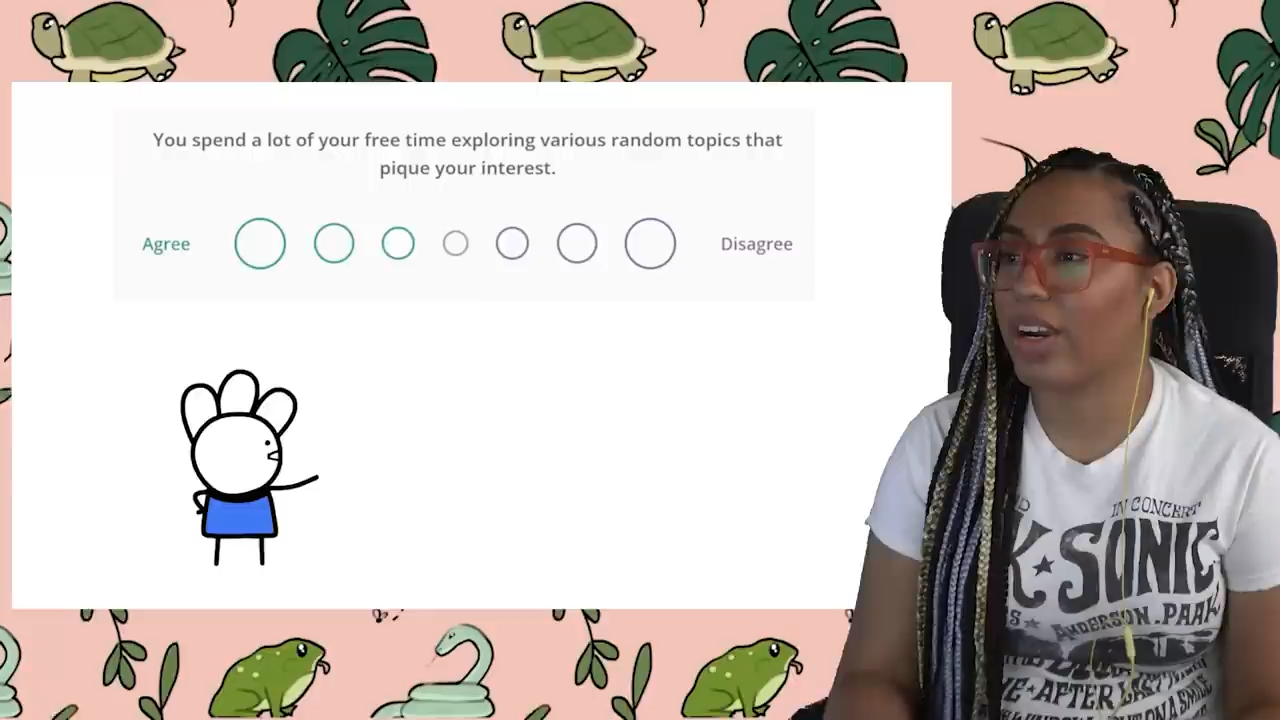 You spend a lot of your free time exploring various random topics that
pique your interest.
Agree
Disagree
IN CONCERT
K★SONIC
ANDERSON .PAAK